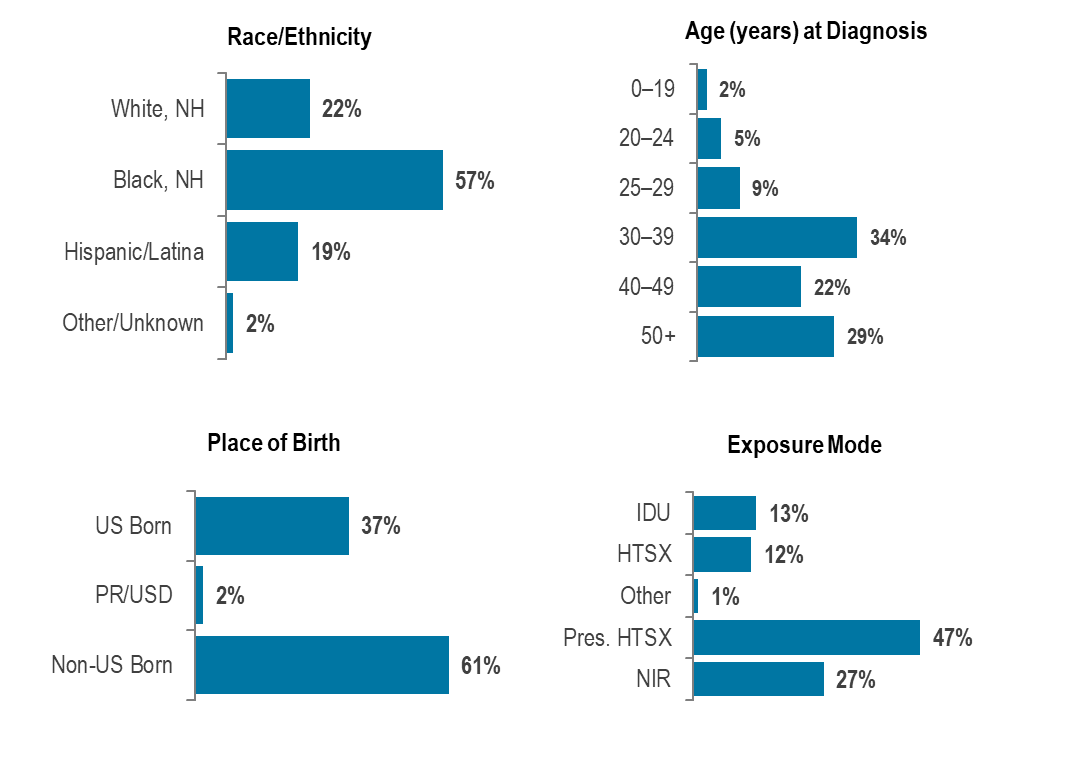 Race/Ethnicity
White, NH 22%
Black, NH 57%
Hispanic/Latina 19%
Other/Unknown 2%
Age (years) at Diagnosis
0–19 2%
20–24 5%
25–29 9%
30–39 34%
40–49 22%
50+ 29%
Place of Birth
US Born 37%
PR/USD 2%
Non-US Born 61%
Exposure Mode
IDU 13%
HTSX 12%
Other 1%
Pres. HTSX 47%
NIR 27%